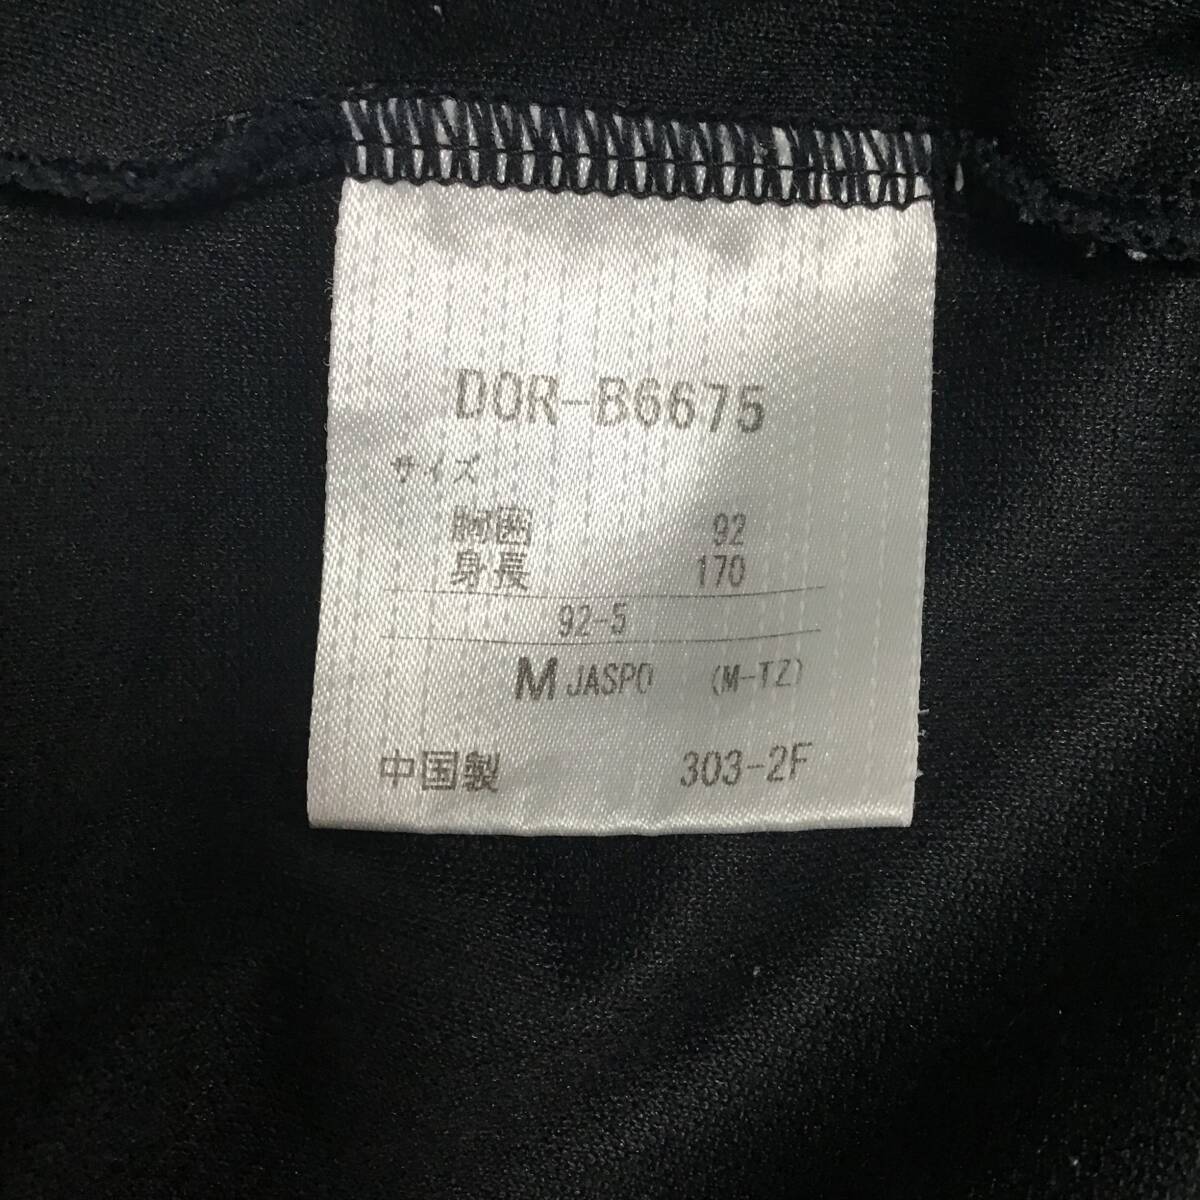 DOR-B6675
サイズ
胸囲 92
身長 170
92-5
M JASPO (M-TZ)
中国製 303-2F